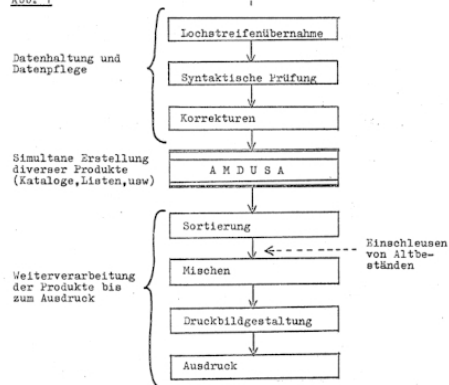 Abb. 1
Lochstreifenübernahme
Datenhaltung und
Datenpflege
Syntaktische Prüfung
Korrekturen
Simultane Erstellung
diverser Produkte
(Kataloge,Listen,usw)
A M D U S A
Sortierung
Einschleusen
von Altbe-
ständen
Mischen
Weiterverarbeitung
der Produkte bis
zum Ausdruck
Druckbildgestaltung
Ausdruck